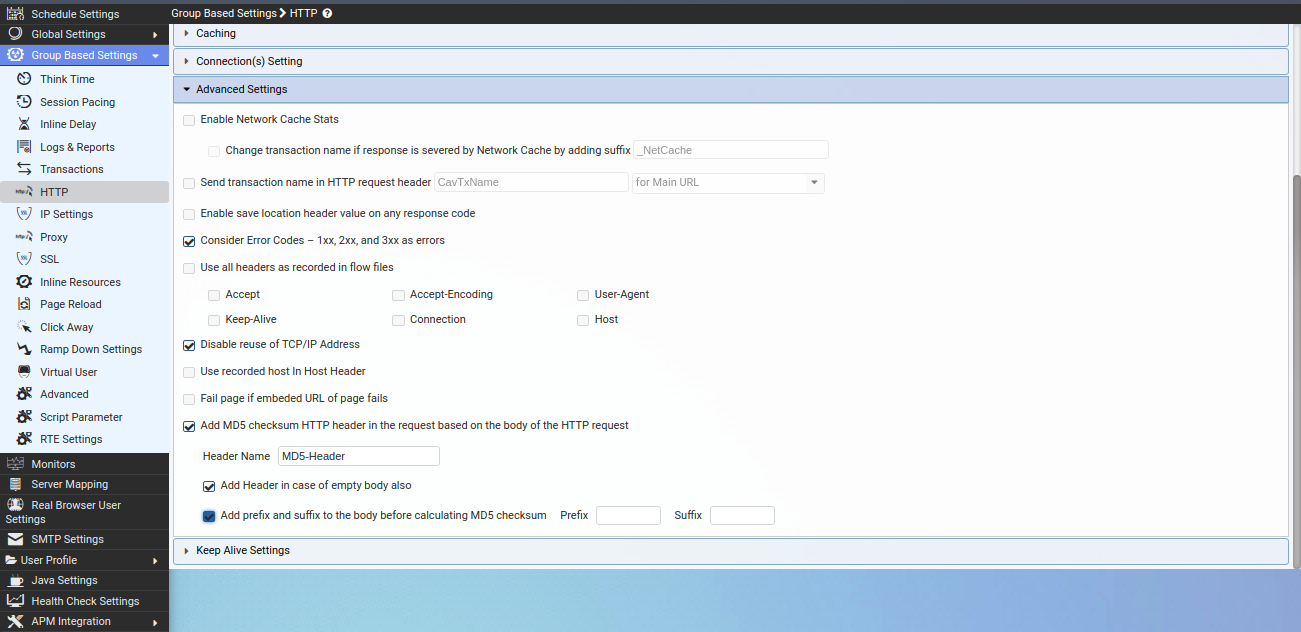 Schedule Settings
Global Settings
Group Based Settings
Think Time
Session Pacing
Inline Delay
Logs & Reports
Transactions
HTTP
IP Settings
Proxy
SSL
Inline Resources
Page Reload
Click Away
Ramp Down Settings
Virtual User
Advanced
Script Parameter
RTE Settings
Monitors
Server Mapping
Real Browser User
Settings
SMTP Settings
User Profile
Java Settings
Health Check Settings
APM Integration
Group Based Settings > HTTP ?
Caching
Connection(s) Setting
Advanced Settings
Enable Network Cache Stats
Change transaction name if response is severed by Network Cache by adding suffix _NetCache
Send transaction name in HTTP request header CavTxName for Main URL
Enable save location header value on any response code
Consider Error Codes – 1xx, 2xx, and 3xx as errors
Use all headers as recorded in flow files
Accept Accept-Encoding User-Agent
Keep-Alive Connection Host
Disable reuse of TCP/IP Address
Use recorded host In Host Header
Fail page if embeded URL of page fails
Add MD5 checksum HTTP header in the request based on the body of the HTTP request
Header Name MD5-Header
Add Header in case of empty body also
Add prefix and suffix to the body before calculating MD5 checksum Prefix Suffix
Keep Alive Settings